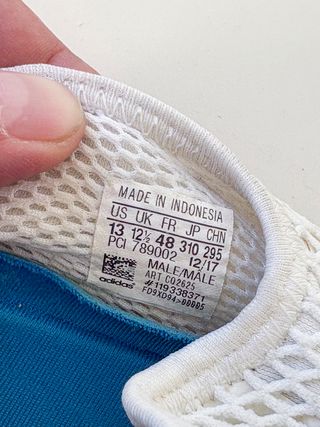 MADE IN INDONESIA
US UK FR JP CHN
13 12½ 48 310 295
PCI 789002 12/17
MALE/MALE
ART CQ2625
adidas #119338371
FD9XD94>00005